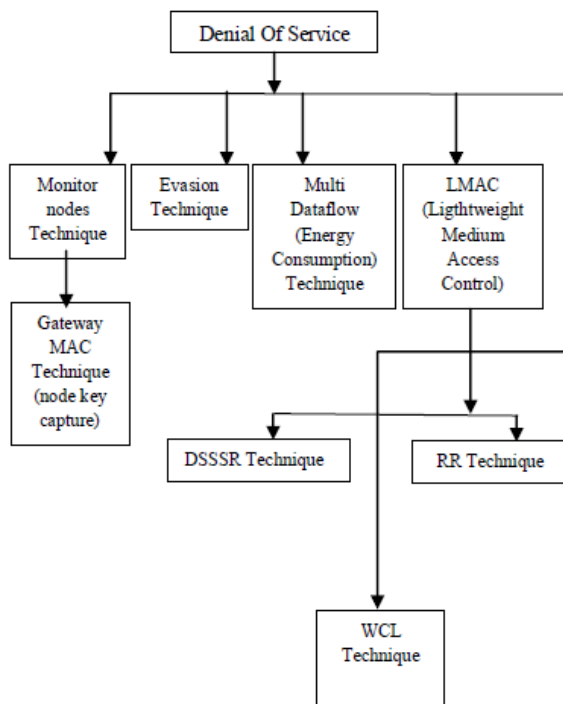 Denial Of Service
Monitor
nodes
Technique
Evasion
Technique
Multi
Dataflow
(Energy
Consumption)
Technique
LMAC
(Ligthtweight
Medium
Access
Control)
Gateway
MAC
Technique
(node key
capture)
DSSSR Technique
RR Technique
WCL
Technique